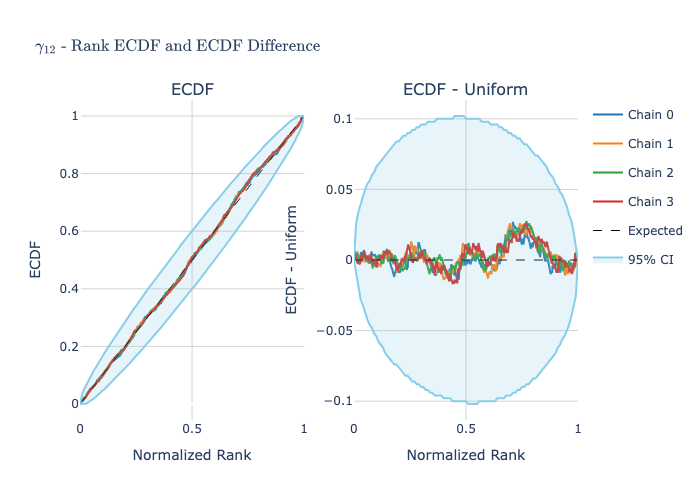 γ₁₂ - Rank ECDF and ECDF Difference
ECDF
ECDF
1
0.8
0.6
0.4
0.2
0
0
0.5
1
Normalized Rank
ECDF - Uniform
ECDF - Uniform
0.1
0.05
0
−0.05
−0.1
0
0.5
1
Normalized Rank
Chain 0
Chain 1
Chain 2
Chain 3
Expected
95% CI